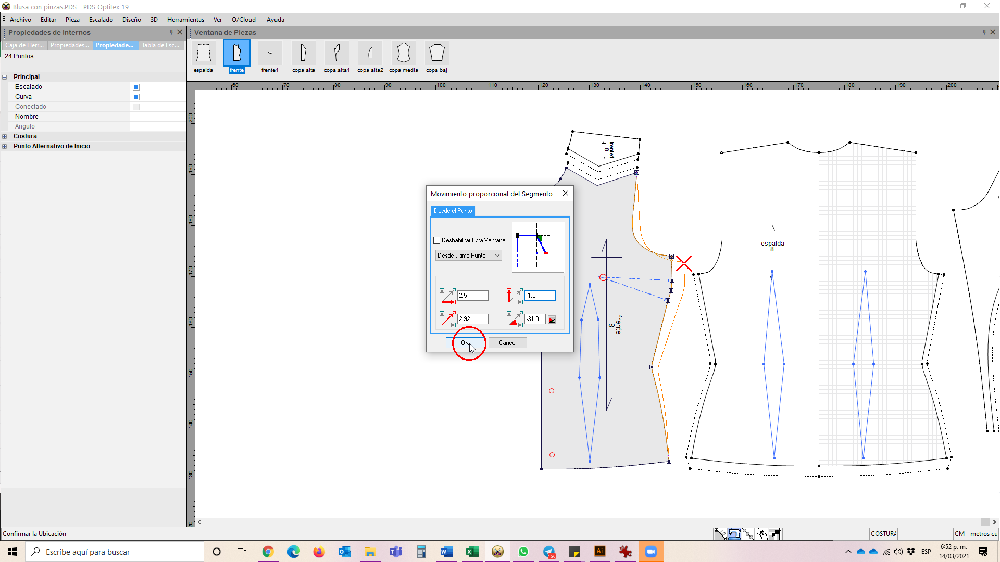 Blusa con pinzas.PDS - PDS Optitex 19
Archivo Editar Pieza Escalado Diseño 3D Herramientas Ver O/Cloud Ayuda
Propiedades de Internos
Ventana de Piezas
Caja de Herr... Propiedades... Propiedade... Tabla de Esc...
24 Puntos
espalda frente frente1 copa alta copa alta1 copa alta2 copa media copa baj
Principal
Escalado
Curva
Conectado
Nombre
Angulo
Costura
Punto Alternativo de Inicio
60 70 80 90 100 110 120 130 140 150 160 170 180 190 200
200
190
180
170
160
150
140
130
frente1
8
espalda
8
frente
8
Movimiento proporcional del Segmento
Desde el Punto
Deshabilitar Esta Ventana
Desde último Punto
2.5
-1.5
2.92
-31.0
OK
Cancel
Confirmar la Ubicación
COSTURA
CM - metros cu
Escribe aquí para buscar
156
Ai
ESP
6:52 p. m.
14/03/2021